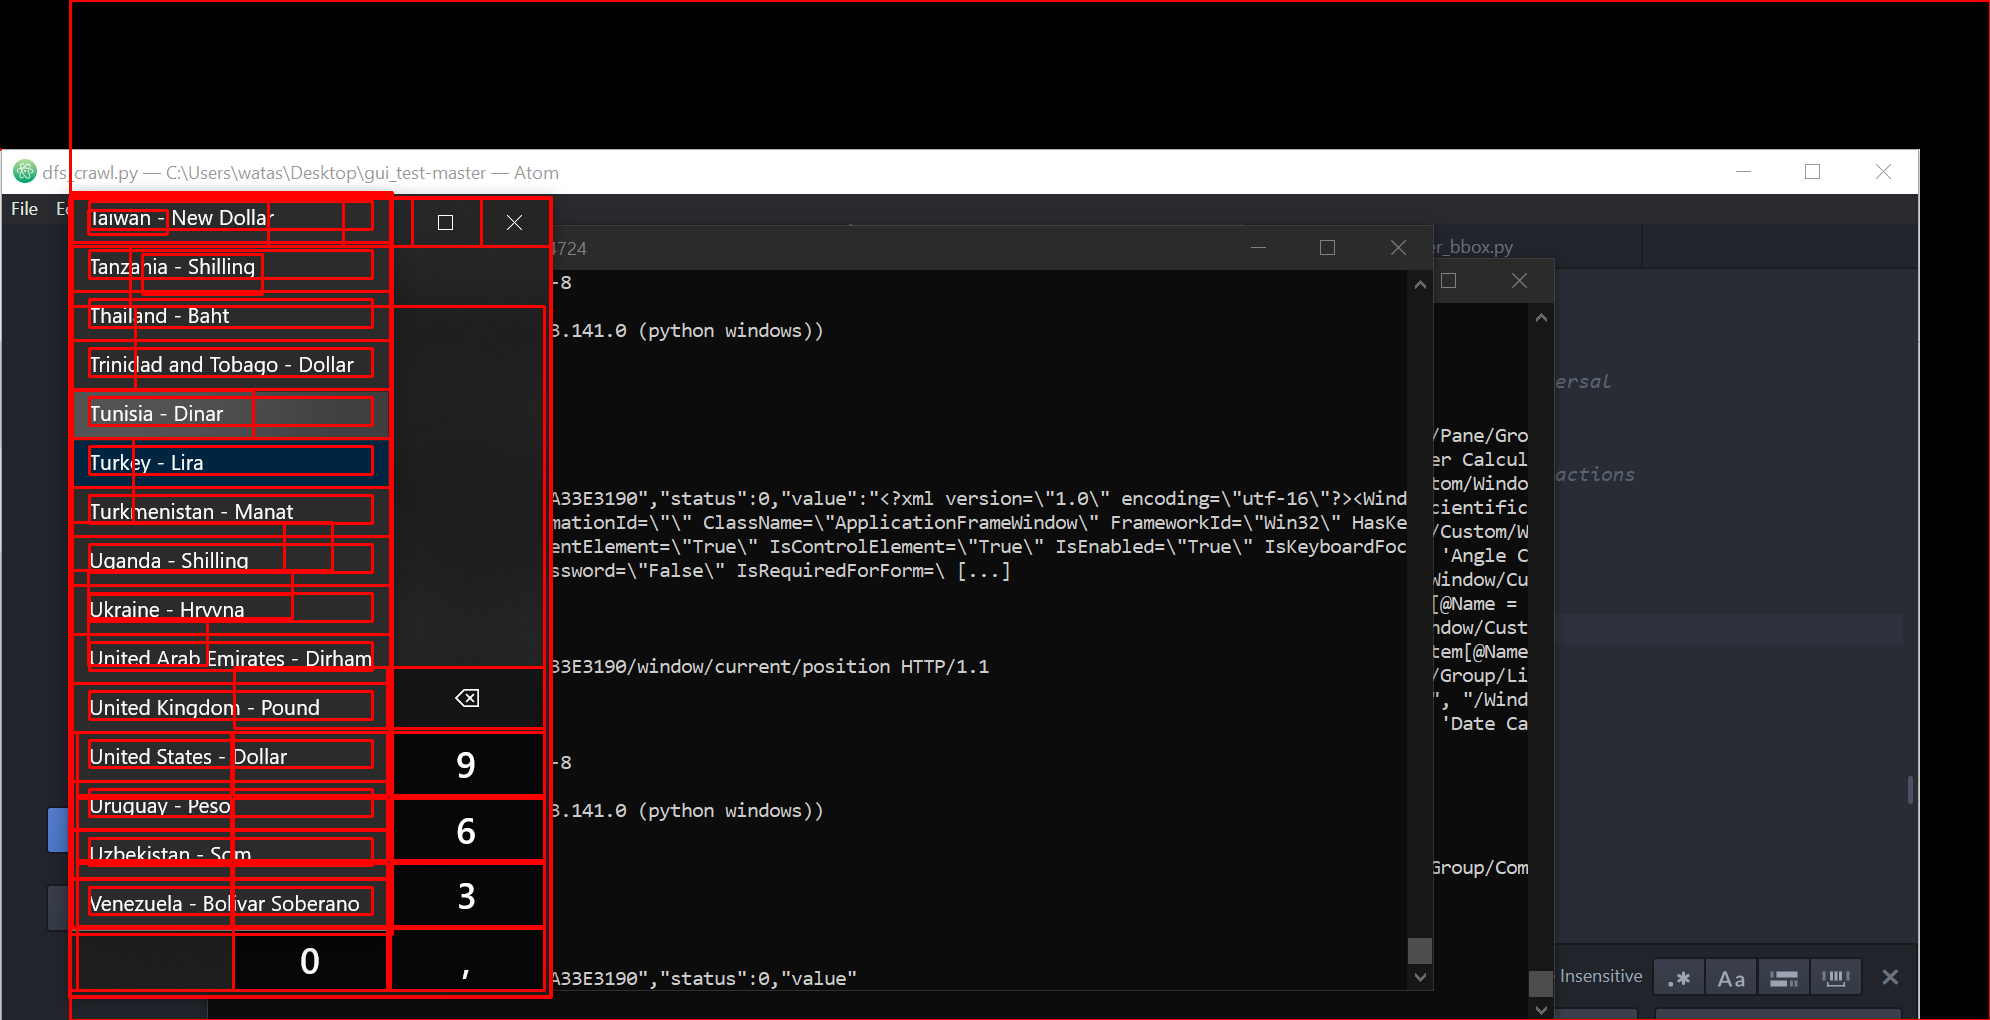 dfs_crawl.py — C:\Users\watas\Desktop\gui_test-master — Atom
File
Taiwan - New Dollar
Tanzania - Shilling
Thailand - Baht
Trinidad and Tobago - Dollar
Tunisia - Dinar
Turkey - Lira
Turkmenistan - Manat
Uganda - Shilling
Ukraine - Hryvna
United Arab Emirates - Dirham
United Kingdom - Pound
United States - Dollar
Uruguay - Peso
Uzbekistan - Som
Venezuela - Bolivar Soberano
9
6
3
0
,
4724
-8
3.141.0 (python windows))
A33E3190","status":0,"value":"<?xml version=\"1.0\" encoding=\"utf-16\"?><Wind
mationId=\"\" ClassName=\"ApplicationFrameWindow\" FrameworkId=\"Win32\" HasKe
entElement=\"True\" IsControlElement=\"True\" IsEnabled=\"True\" IsKeyboardFoc
ssword=\"False\" IsRequiredForForm=\ [...]
33E3190/window/current/position HTTP/1.1
-8
3.141.0 (python windows))
A33E3190","status":0,"value"
er_bbox.py
/Pane/Gro
er Calcul
tom/Windo
cientific
/Custom/W
'Angle C
Window/Cu
[@Name =
ndow/Cust
tem[@Name
/Group/Li
", "/Wind
'Date Ca
Group/Com
ersal
actions
Insensitive
.*
Aa